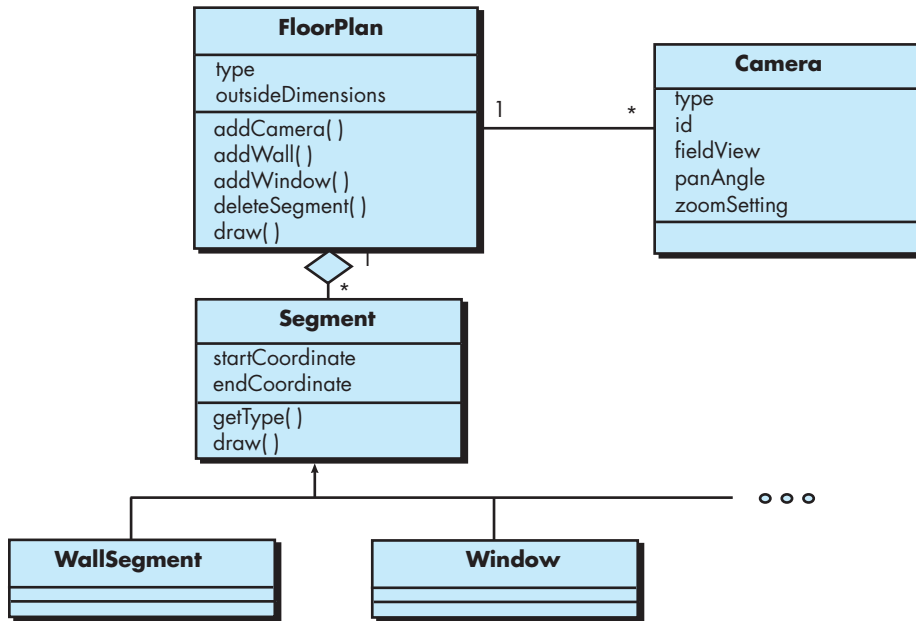 FloorPlan
type
outsideDimensions
addCamera( )
addWall( )
addWindow( )
deleteSegment( )
draw( )
1
*
Camera
type
id
fieldView
panAngle
zoomSetting
1
*
Segment
startCoordinate
endCoordinate
getType( )
draw( )
WallSegment
Window